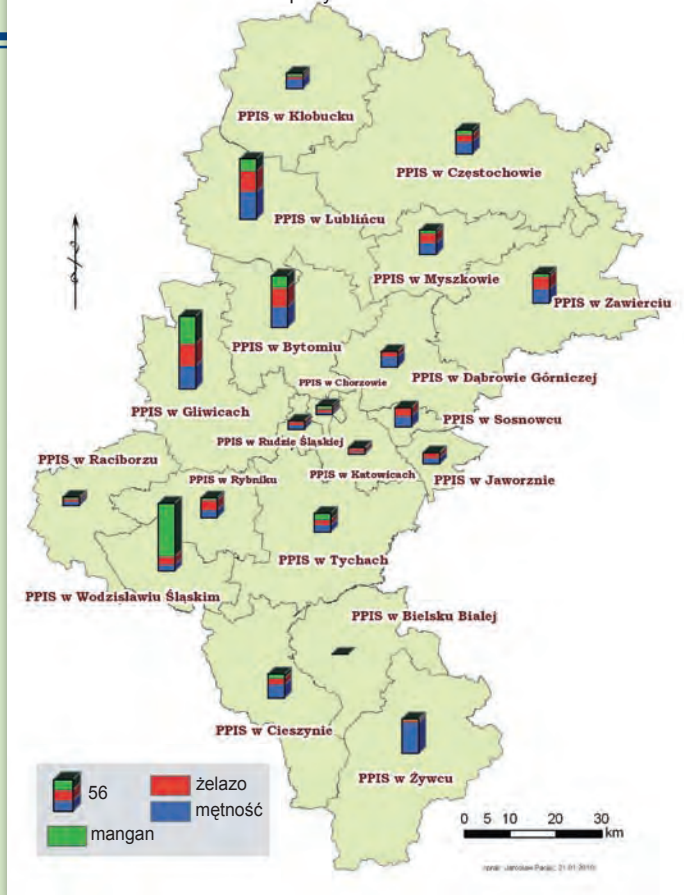 PPIS w Kłobucku
PPIS w Częstochowie
PPIS w Lublińcu
PPIS w Myszkowie
PPIS w Zawierciu
PPIS w Bytomiu
PPIS w Dąbrowie Górniczej
PPIS w Chorzowie
PPIS w Gliwicach
PPIS w Sosnowcu
PPIS w Rudzie Śląskiej
PPIS w Raciborzu
PPIS w Katowicach
PPIS w Jaworznie
PPIS w Rybniku
PPIS w Tychach
PPIS w Wodzisławiu Śląskim
PPIS w Bielsku Bialej
PPIS w Cieszynie
PPIS w Żywcu
56
żelazo
mętność
mangan
0 5 10 20 30
km